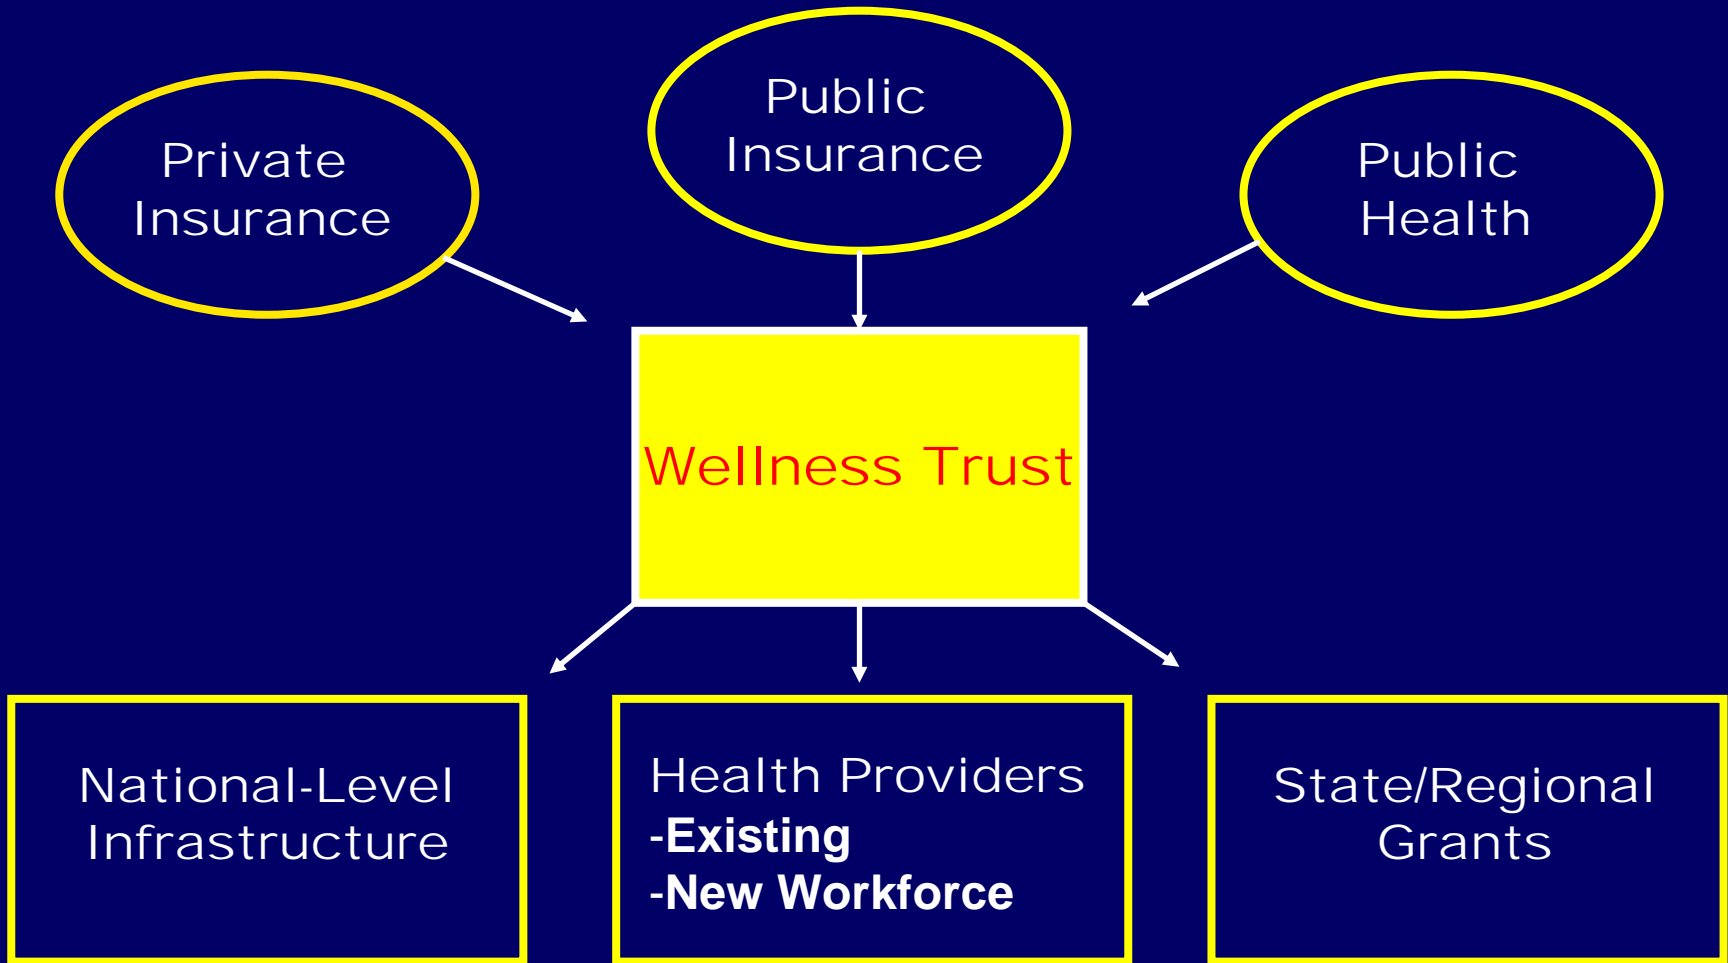 Private
Insurance
Public
Insurance
Public
Health
Wellness Trust
National-Level
Infrastructure
Health Providers
-Existing
-New Workforce
State/Regional
Grants